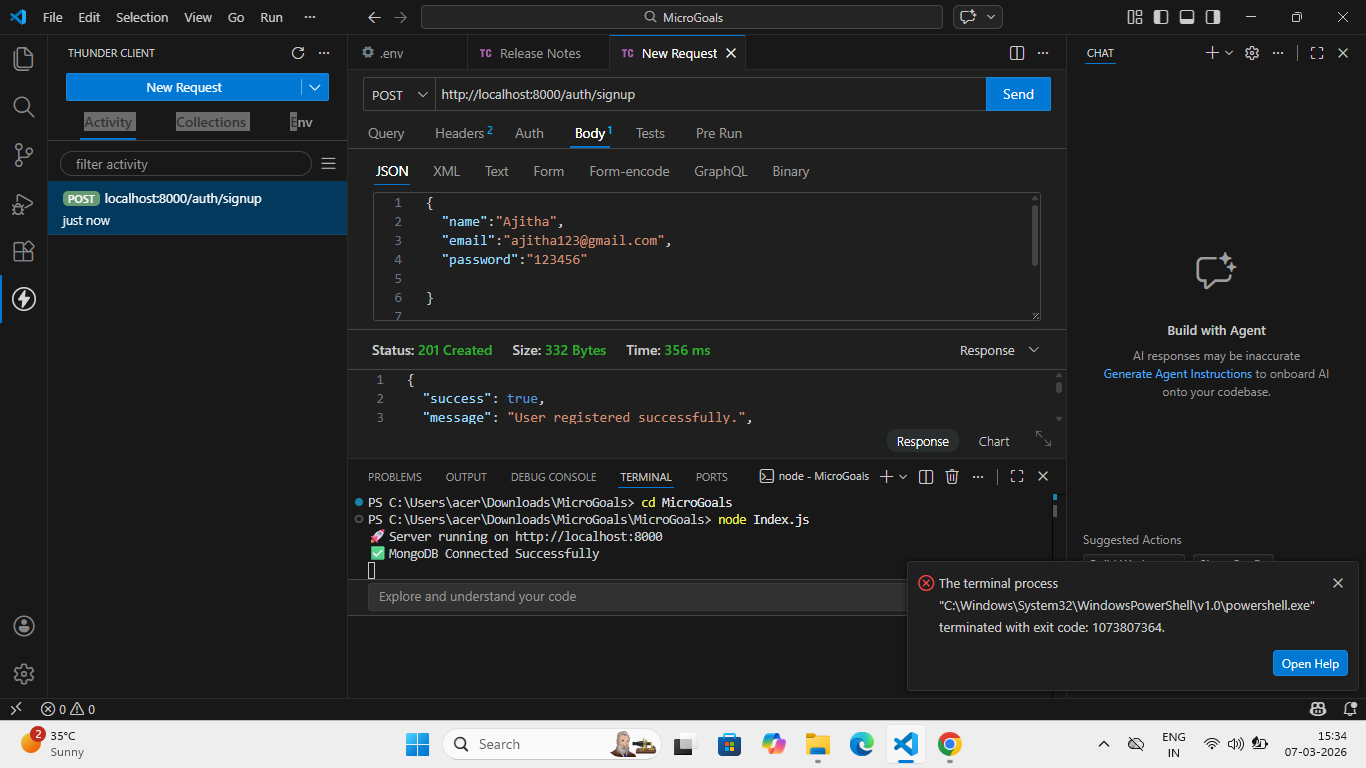 File Edit Selection View Go Run ··· MicroGoals
THUNDER CLIENT ···
New Request
Activity Collections Env
filter activity
POST localhost:8000/auth/signup
just now
.env TC Release Notes TC New Request ···
POST http://localhost:8000/auth/signup Send
Query Headers 2 Auth Body 1 Tests Pre Run
JSON XML Text Form Form-encode GraphQL Binary
1 {
2 "name":"Ajitha",
3 "email":"ajitha123@gmail.com",
4 "password":"123456"
5
6 }
7
Status: 201 Created Size: 332 Bytes Time: 356 ms Response
1 {
2 "success": true,
3 "message": "User registered successfully.",
Response Chart
PROBLEMS OUTPUT DEBUG CONSOLE TERMINAL PORTS node - MicroGoals ···
PS C:\Users\acer\Downloads\MicroGoals> cd MicroGoals
PS C:\Users\acer\Downloads\MicroGoals\MicroGoals> node Index.js
🚀 Server running on http://localhost:8000
✅ MongoDB Connected Successfully
Explore and understand your code
CHAT ···
Build with Agent
AI responses may be inaccurate
Generate Agent Instructions to onboard AI
onto your codebase.
Suggested Actions
The terminal process
"C:\Windows\System32\WindowsPowerShell\v1.0\powershell.exe"
terminated with exit code: 1073807364.
Open Help
0 0
2
35°C
Sunny
Search
ENG
IN
15:34
07-03-2026